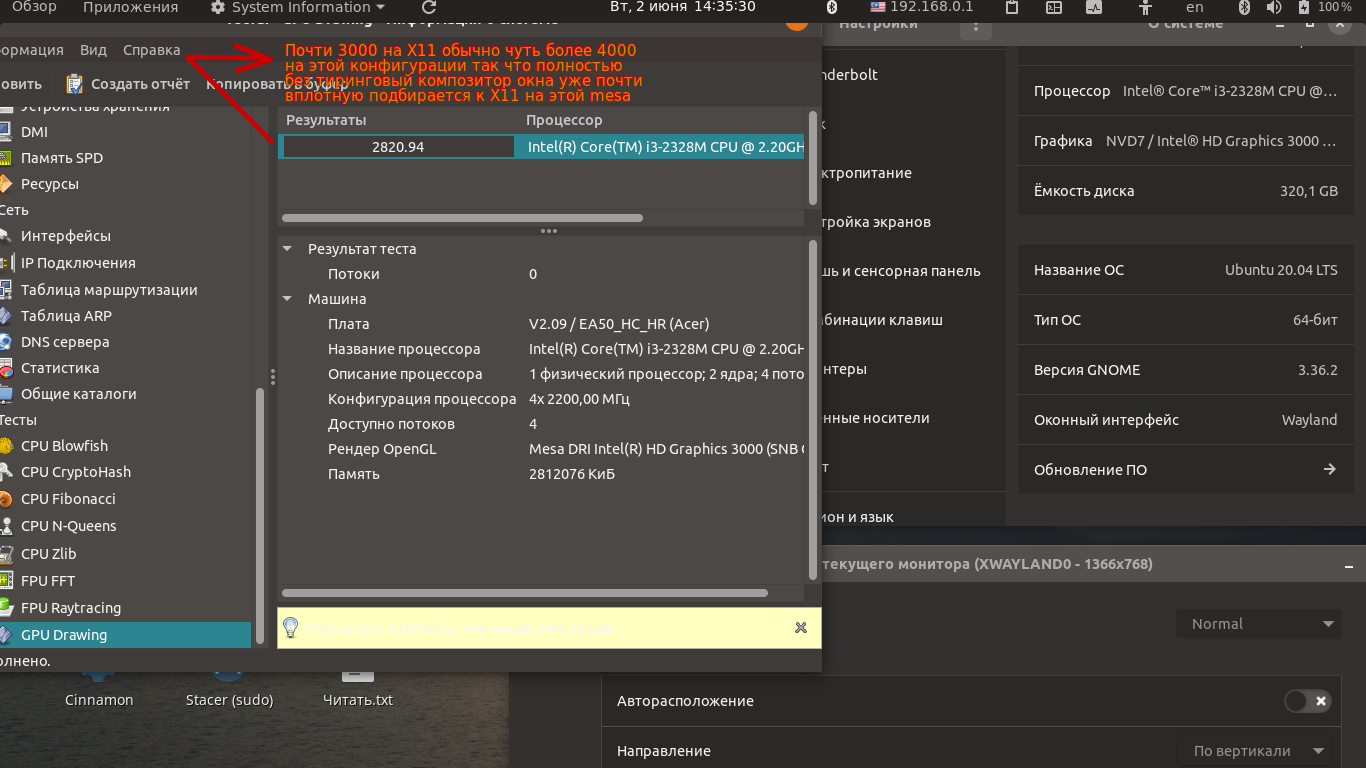 Обзор Приложения System Information Вт, 2 июня 14:35:30 192.168.0.1 en 100 %
Настройки О системе
ормация Вид Справка
Почти 3000 на X11 обычно чуть более 4000
на этой конфигурации так что полностью
без тиринговый композитор окна уже почти
вплотную подбирается к X11 на этой mesa
овить Создать отчёт Копировать в буфер
Устройства хранения
DMI
Память SPD
Ресурсы
Сеть
Интерфейсы
IP Подключения
Таблица маршрутизации
Таблица ARP
DNS сервера
Статистика
Общие каталоги
Тесты
CPU Blowfish
CPU CryptoHash
CPU Fibonacci
CPU N-Queens
CPU Zlib
FPU FFT
FPU Raytracing
GPU Drawing
олнено.
Результаты Процессор
2820.94 Intel(R) Core(TM) i3-2328M CPU @ 2.20GH
Результат теста
Потоки 0
Машина
Плата V2.09 / EA50_HC_HR (Acer)
Название процессора Intel(R) Core(TM) i3-2328M CPU @ 2.20GH
Описание процессора 1 физический процессор; 2 ядра; 4 пото
Конфигурация процессора 4x 2200,00 МГц
Доступно потоков 4
Рендер OpenGL Mesa DRI Intel(R) HD Graphics 3000 (SNB
Память 2812076 КиБ
nderbolt
к
ктропитание
тройка экранов
шь и сенсорная панель
бинации клавиш
нтеры
нные носители
т
ион и язык
Процессор Intel® Core™ i3-2328M CPU @...
Графика NVD7 / Intel® HD Graphics 3000 ...
Ёмкость диска 320,1 GB
Название ОС Ubuntu 20.04 LTS
Тип ОС 64-бит
Версия GNOME 3.36.2
Оконный интерфейс Wayland
Обновление ПО
текущего монитора (XWAYLAND0 - 1366x768)
Normal
Авторасположение
Направление По вертикали
Cinnamon Stacer (sudo) Читать.txt